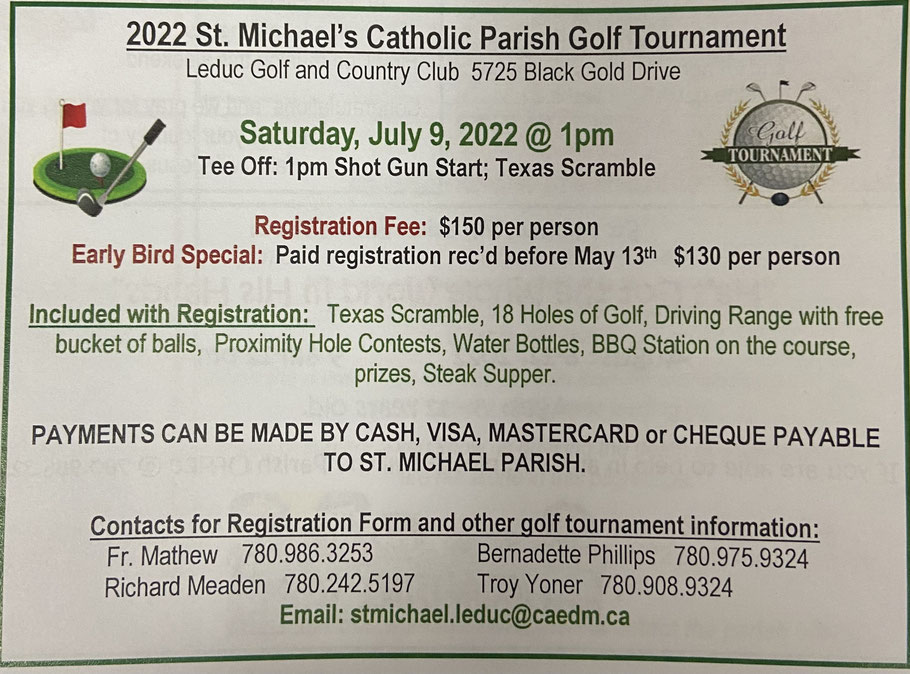 2022 St. Michael's Catholic Parish Golf Tournament
Leduc Golf and Country Club 5725 Black Gold Drive
Saturday, July 9, 2022 @ 1pm
Golf
TOURNAMENT
Tee Off: 1pm Shot Gun Start; Texas Scramble
Registration Fee: $150 per person
Early Bird Special: Paid registration rec'd before May 13th $130 per person
Included with Registration: Texas Scramble, 18 Holes of Golf, Driving Range with free
bucket of balls, Proximity Hole Contests, Water Bottles, BBQ Station on the course,
prizes, Steak Supper.
PAYMENTS CAN BE MADE BY CASH, VISA, MASTERCARD or CHEQUE PAYABLE
TO ST. MICHAEL PARISH.
Contacts for Registration Form and other golf tournament information:
Fr. Mathew 780.986.3253 Bernadette Phillips 780.975.9324
Richard Meaden 780.242.5197 Troy Yoner 780.908.9324
Email: stmichael.leduc@caedm.ca